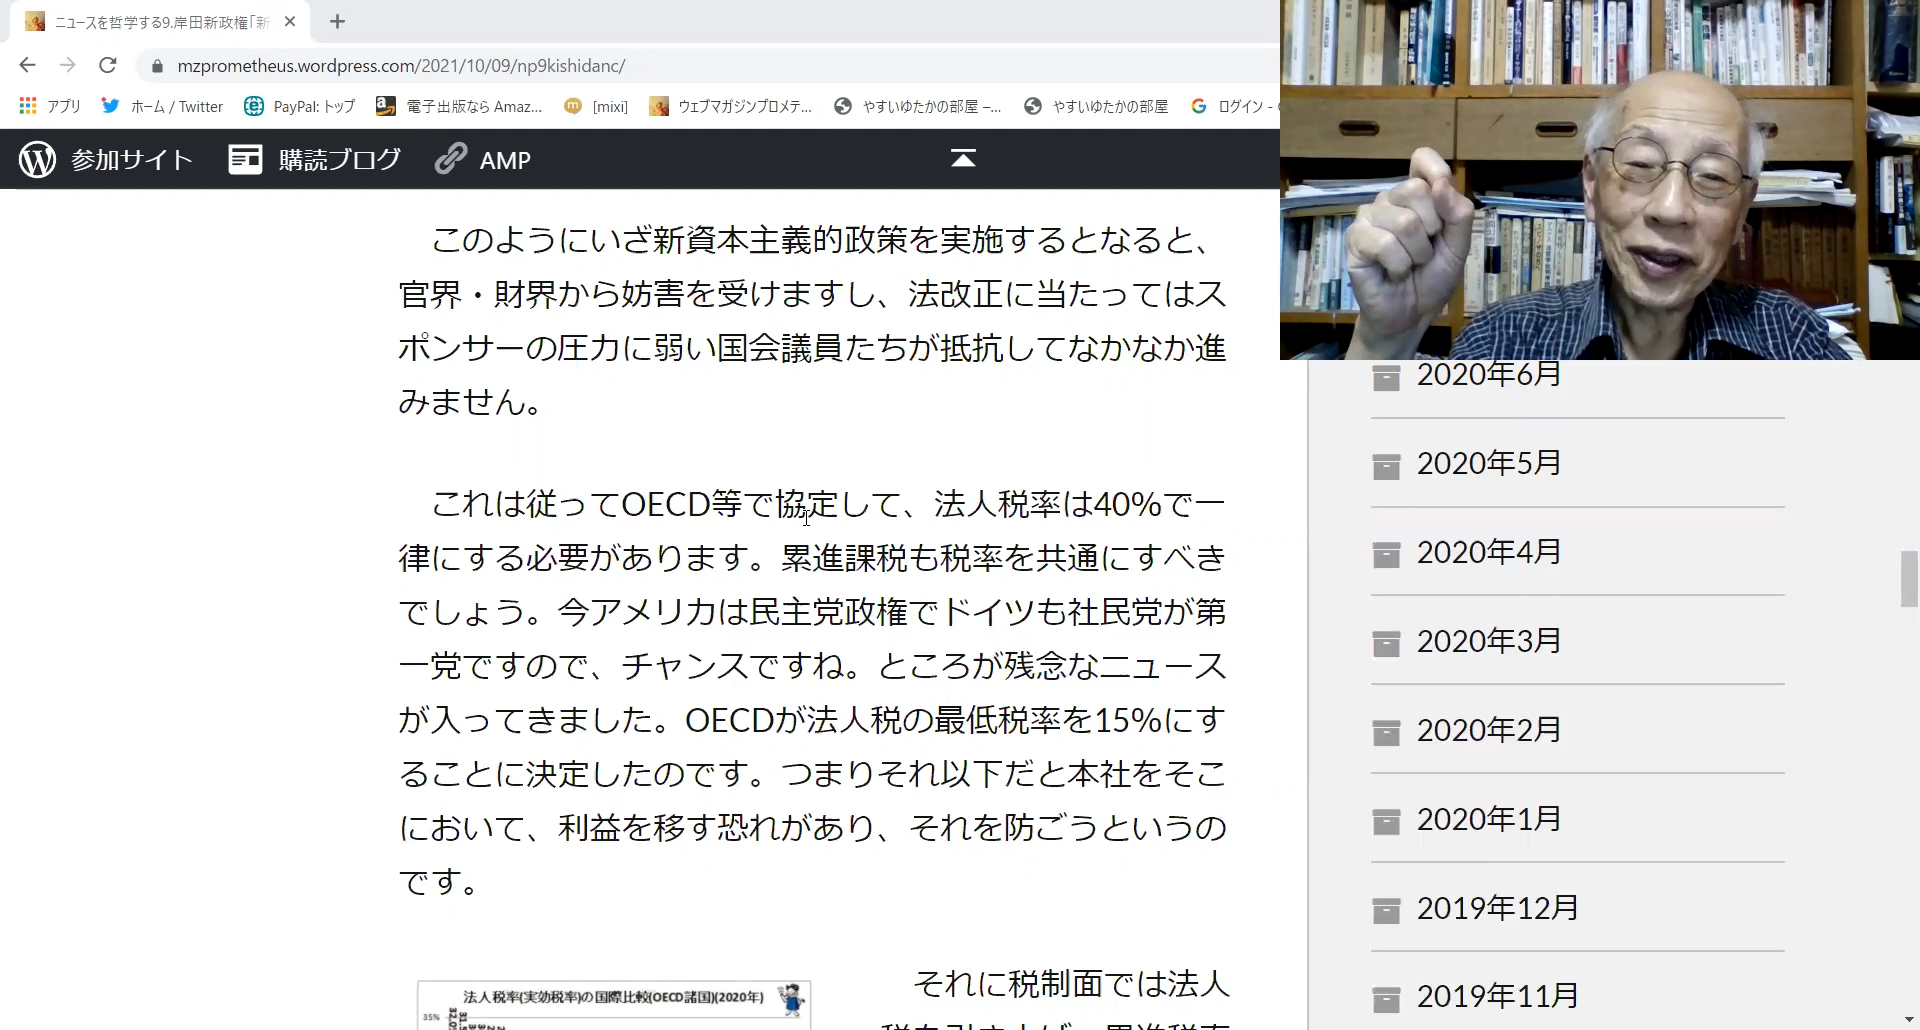 ニュースを哲学する9.岸田新政権「新
mzprometheus.wordpress.com/2021/10/09/np9kishidanc/
アプリ ホーム / Twitter PayPal: トップ 電子出版なら Amaz... [mixi] ウェブマガジンプロメテ... やすいゆたかの部屋 –... やすいゆたかの部屋 ログイン -
参加サイト 購読ブログ AMP
このようにいざ新資本主義的政策を実施するとなると、
官界・財界から妨害を受けますし、法改正に当たってはス
ポンサーの圧力に弱い国会議員たちが抵抗してなかなか進
みません。
これは従ってOECD等で協定して、法人税率は40%で一
律にする必要があります。累進課税も税率を共通にすべき
でしょう。今アメリカは民主党政権でドイツも社民党が第
一党ですので、チャンスですね。ところが残念なニュース
が入ってきました。OECDが法人税の最低税率を15%にす
ることに決定したのです。つまりそれ以下だと本社をそこ
において、利益を移す恐れがあり、それを防ごうというの
です。
法人税率(実効税率)の国際比較(OECD諸国)(2020年)
35%
それに税制面では法人
2020年6月
2020年5月
2020年4月
2020年3月
2020年2月
2020年1月
2019年12月
2019年11月